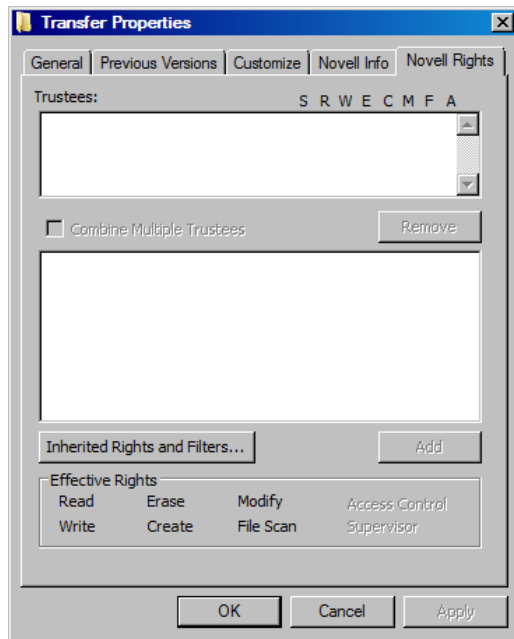 Transfer Properties
General Previous Versions Customize Novell Info Novell Rights
Trustees: S R W E C M F A
Combine Multiple Trustees Remove
Inherited Rights and Filters... Add
Effective Rights
Read Erase Modify Access Control
Write Create File Scan Supervisor
OK Cancel Apply